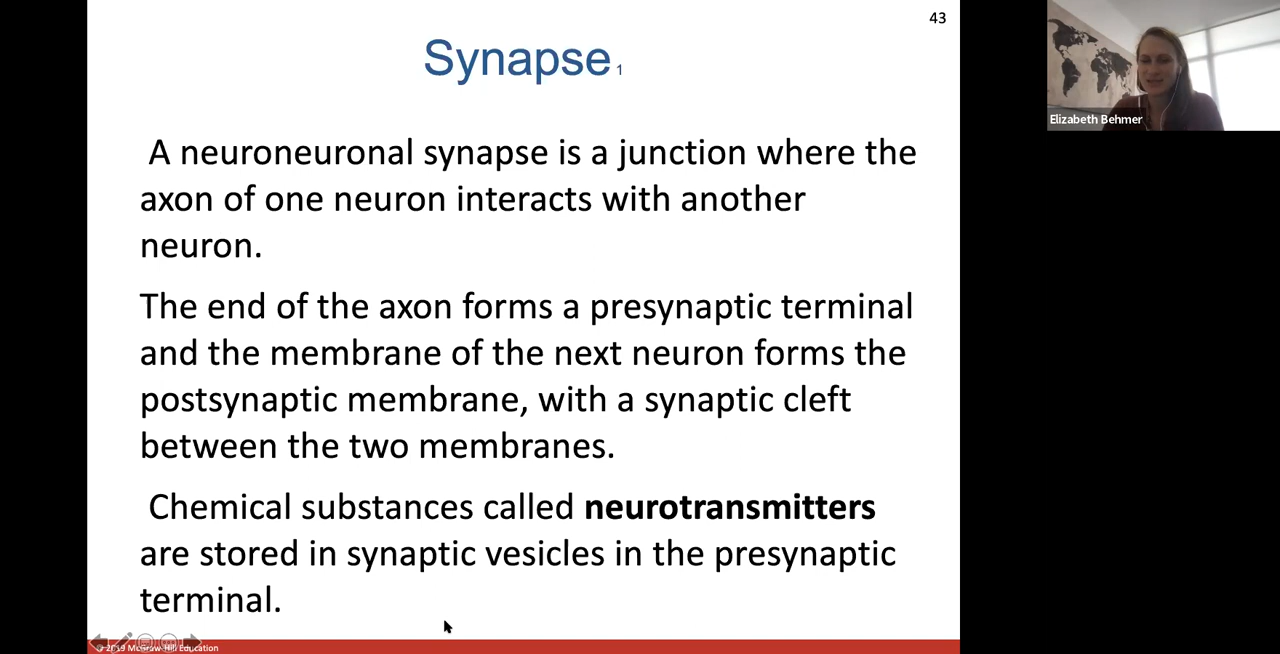 43
Synapse 1
A neuroneuronal synapse is a junction where the
axon of one neuron interacts with another
neuron.
The end of the axon forms a presynaptic terminal
and the membrane of the next neuron forms the
postsynaptic membrane, with a synaptic cleft
between the two membranes.
Chemical substances called neurotransmitters
are stored in synaptic vesicles in the presynaptic
terminal.
© 2019 McGraw-Hill Education
Elizabeth Behmer